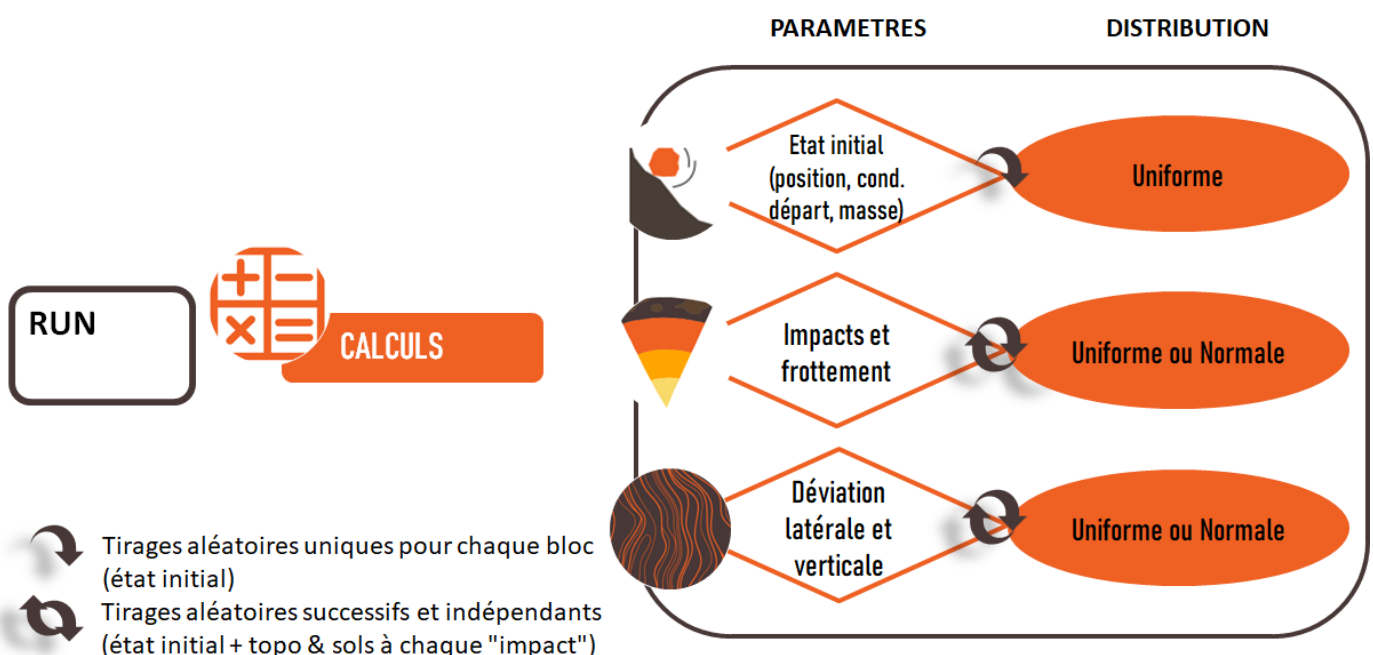 PARAMETRES
DISTRIBUTION
Etat initial
(position, cond.
départ, masse)
Uniforme
RUN
CALCULS
Impacts et
frottement
Uniforme ou Normale
Déviation
latérale et
verticale
Uniforme ou Normale
Tirages aléatoires uniques pour chaque bloc
(état initial)
Tirages aléatoires successifs et indépendants
(état initial + topo & sols à chaque "impact")